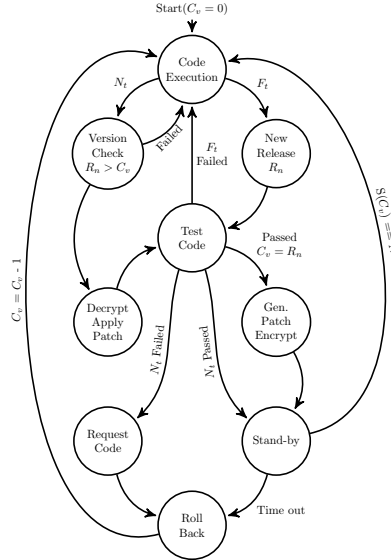 Start(C_v = 0)
Code
Execution
N_t
F_t
Version
Check
R_n > C_v
Failed
F_t
Failed
New
Release
R_n
Test
Code
Passed
C_v = R_n
Decrypt
Apply
Patch
Gen.
Patch
Encrypt
C_v = C_v - 1
S(C_v) ==
N_t Failed
N_t Passed
Request
Code
Stand-by
Time out
Roll
Back